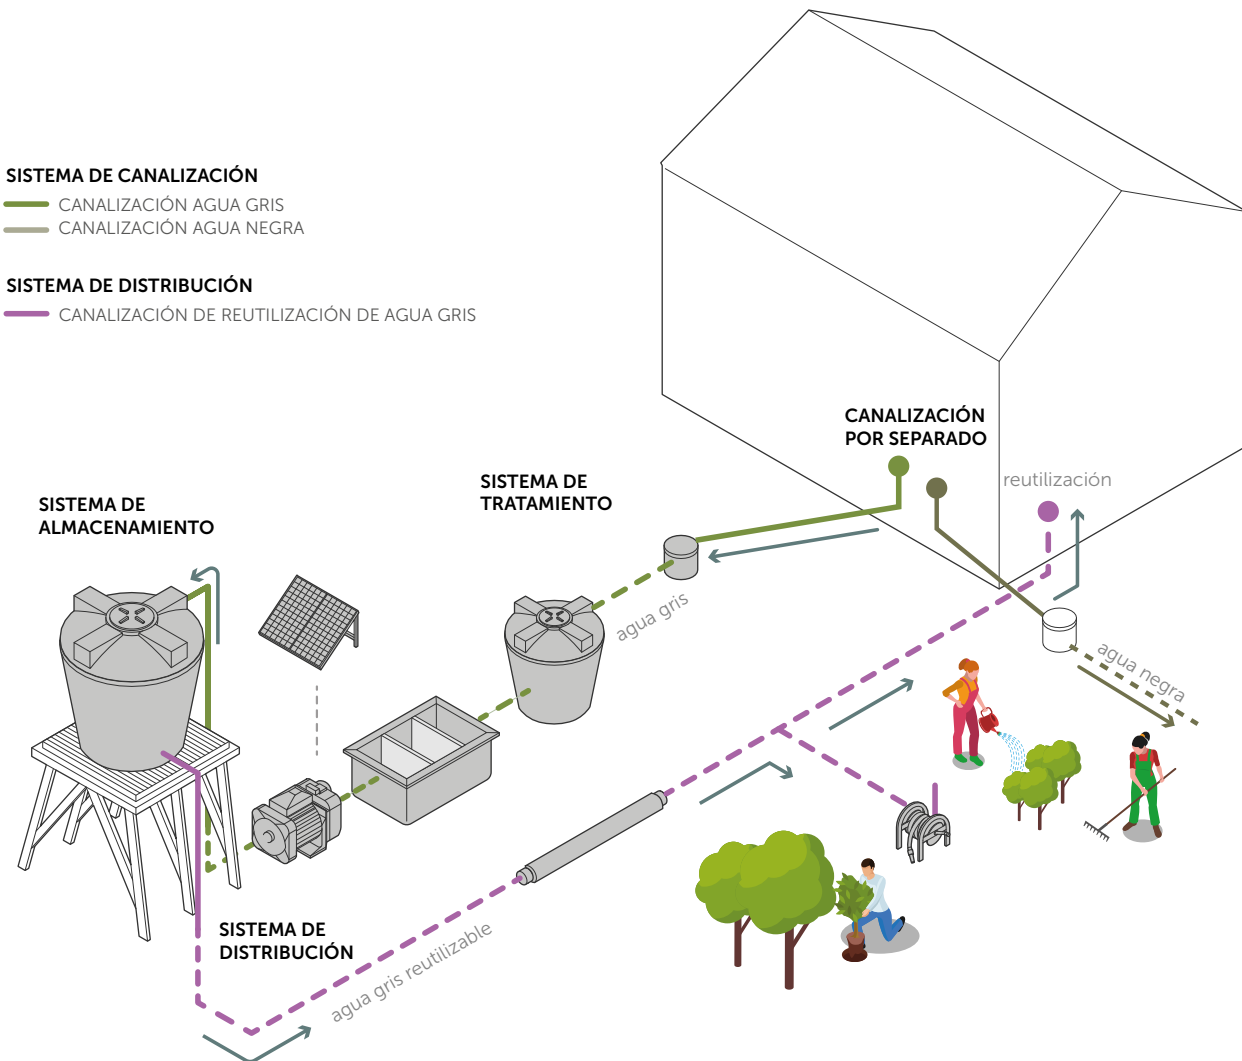 SISTEMA DE CANALIZACIÓN
CANALIZACIÓN AGUA GRIS
CANALIZACIÓN AGUA NEGRA
SISTEMA DE DISTRIBUCIÓN
CANALIZACIÓN DE REUTILIZACIÓN DE AGUA GRIS
CANALIZACIÓN
POR SEPARADO
reutilización
SISTEMA DE
TRATAMIENTO
SISTEMA DE
ALMACENAMIENTO
agua gris
agua negra
SISTEMA DE
DISTRIBUCIÓN
agua gris reutilizable